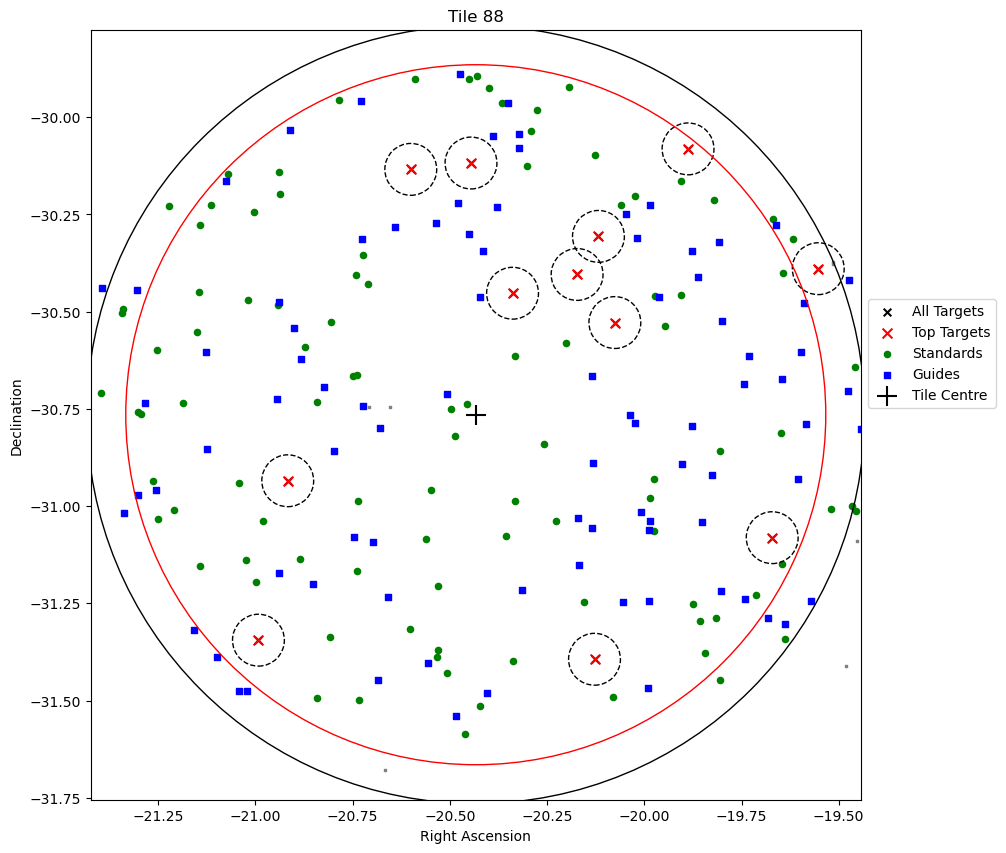 Tile 88
−30.00
−30.25
−30.50
−30.75
−31.00
−31.25
−31.50
−31.75
Declination
−21.25 −21.00 −20.75 −20.50 −20.25 −20.00 −19.75 −19.50
Right Ascension
All Targets
Top Targets
Standards
Guides
Tile Centre